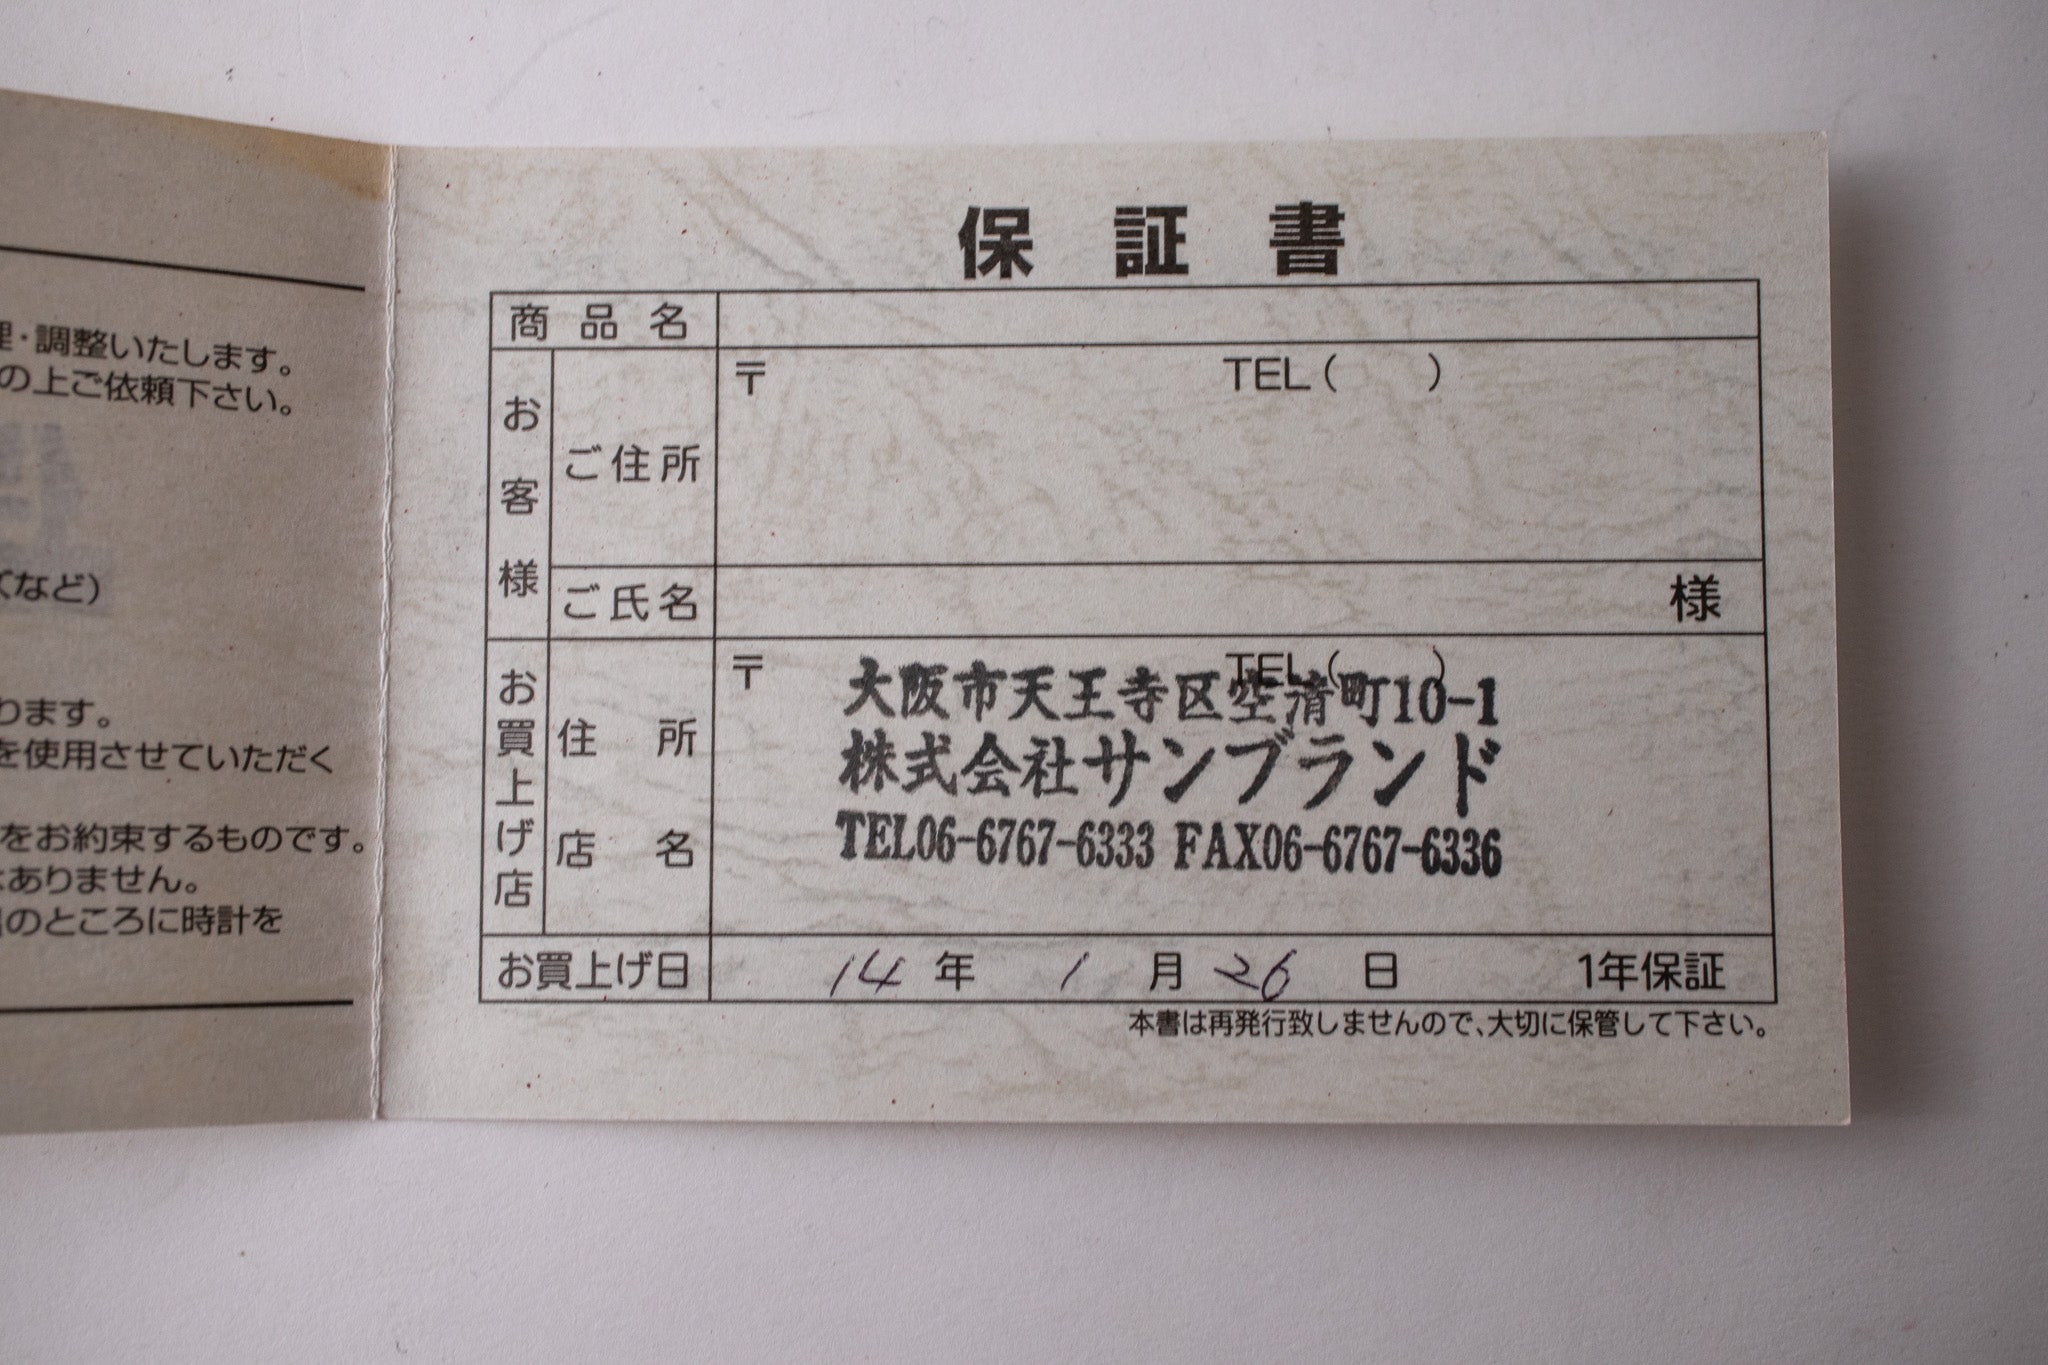 理・調整いたします。
の上ご依頼下さい。
など)
ります。
を使用させていただく
をお約束するものです。
はありません。
のところに時計を
保証書
商品名
お客様
ご住所
〒 TEL( )
ご氏名 様
お買上げ店
住所
店名
〒 TEL( )
大阪市天王寺区空清町10-1
株式会社サンブランド
TEL06-6767-6333 FAX06-6767-6336
お買上げ日 14年 1月 26日 1年保証
本書は再発行致しませんので、大切に保管して下さい。